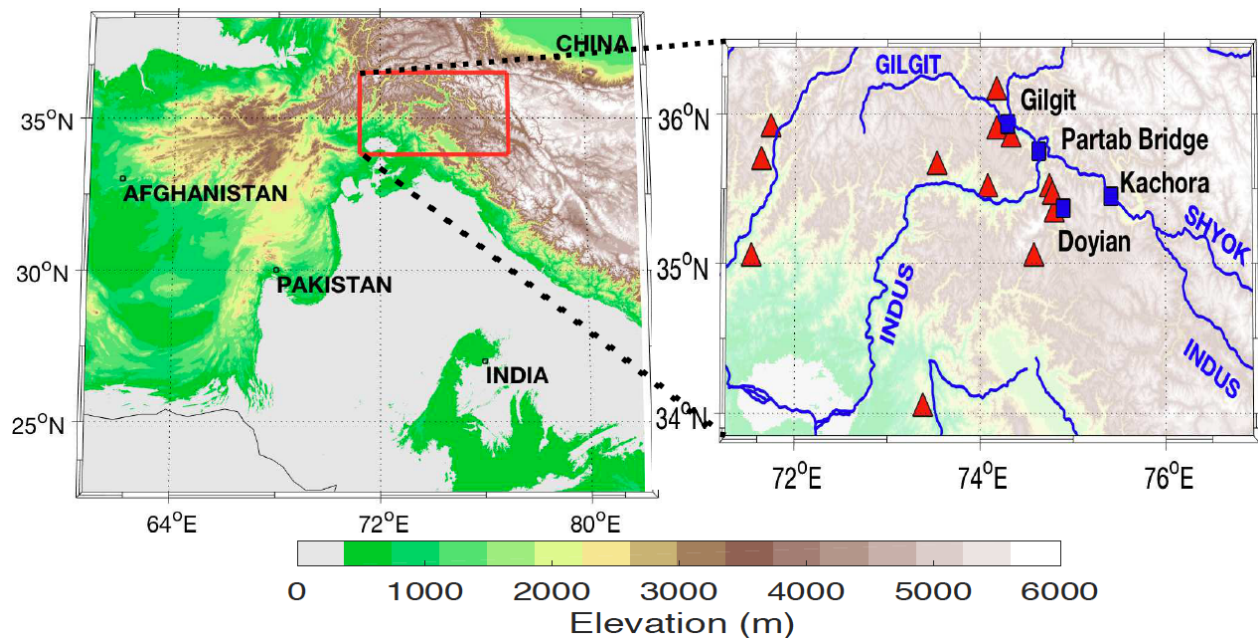 CHINA
35°N
AFGHANISTAN
30°N
PAKISTAN
INDIA
25°N
64°E
72°E
80°E
GILGIT
36°N
Gilgit
Partab Bridge
Kachora
SHYOK
Doyian
35°N
INDUS
INDUS
34°N
72°E
74°E
76°E
0 1000 2000 3000 4000 5000 6000
Elevation (m)